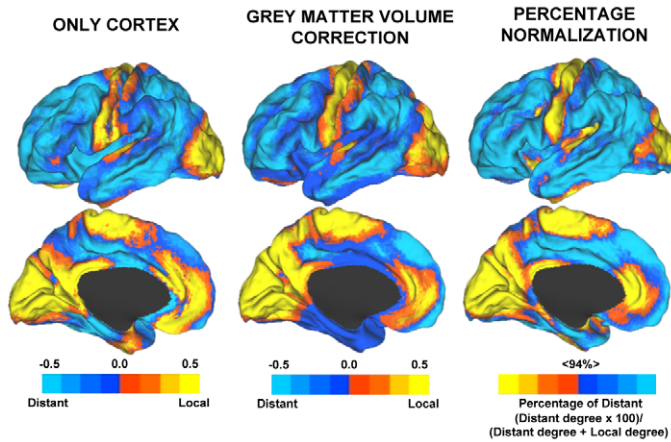 ONLY CORTEX
GREY MATTER VOLUME
CORRECTION
PERCENTAGE
NORMALIZATION
-0.5 0.0 0.5
Distant Local
-0.5 0.0 0.5
Distant Local
<94%>
Percentage of Distant
(Distant degree x 100)/
(Distant degree + Local degree)